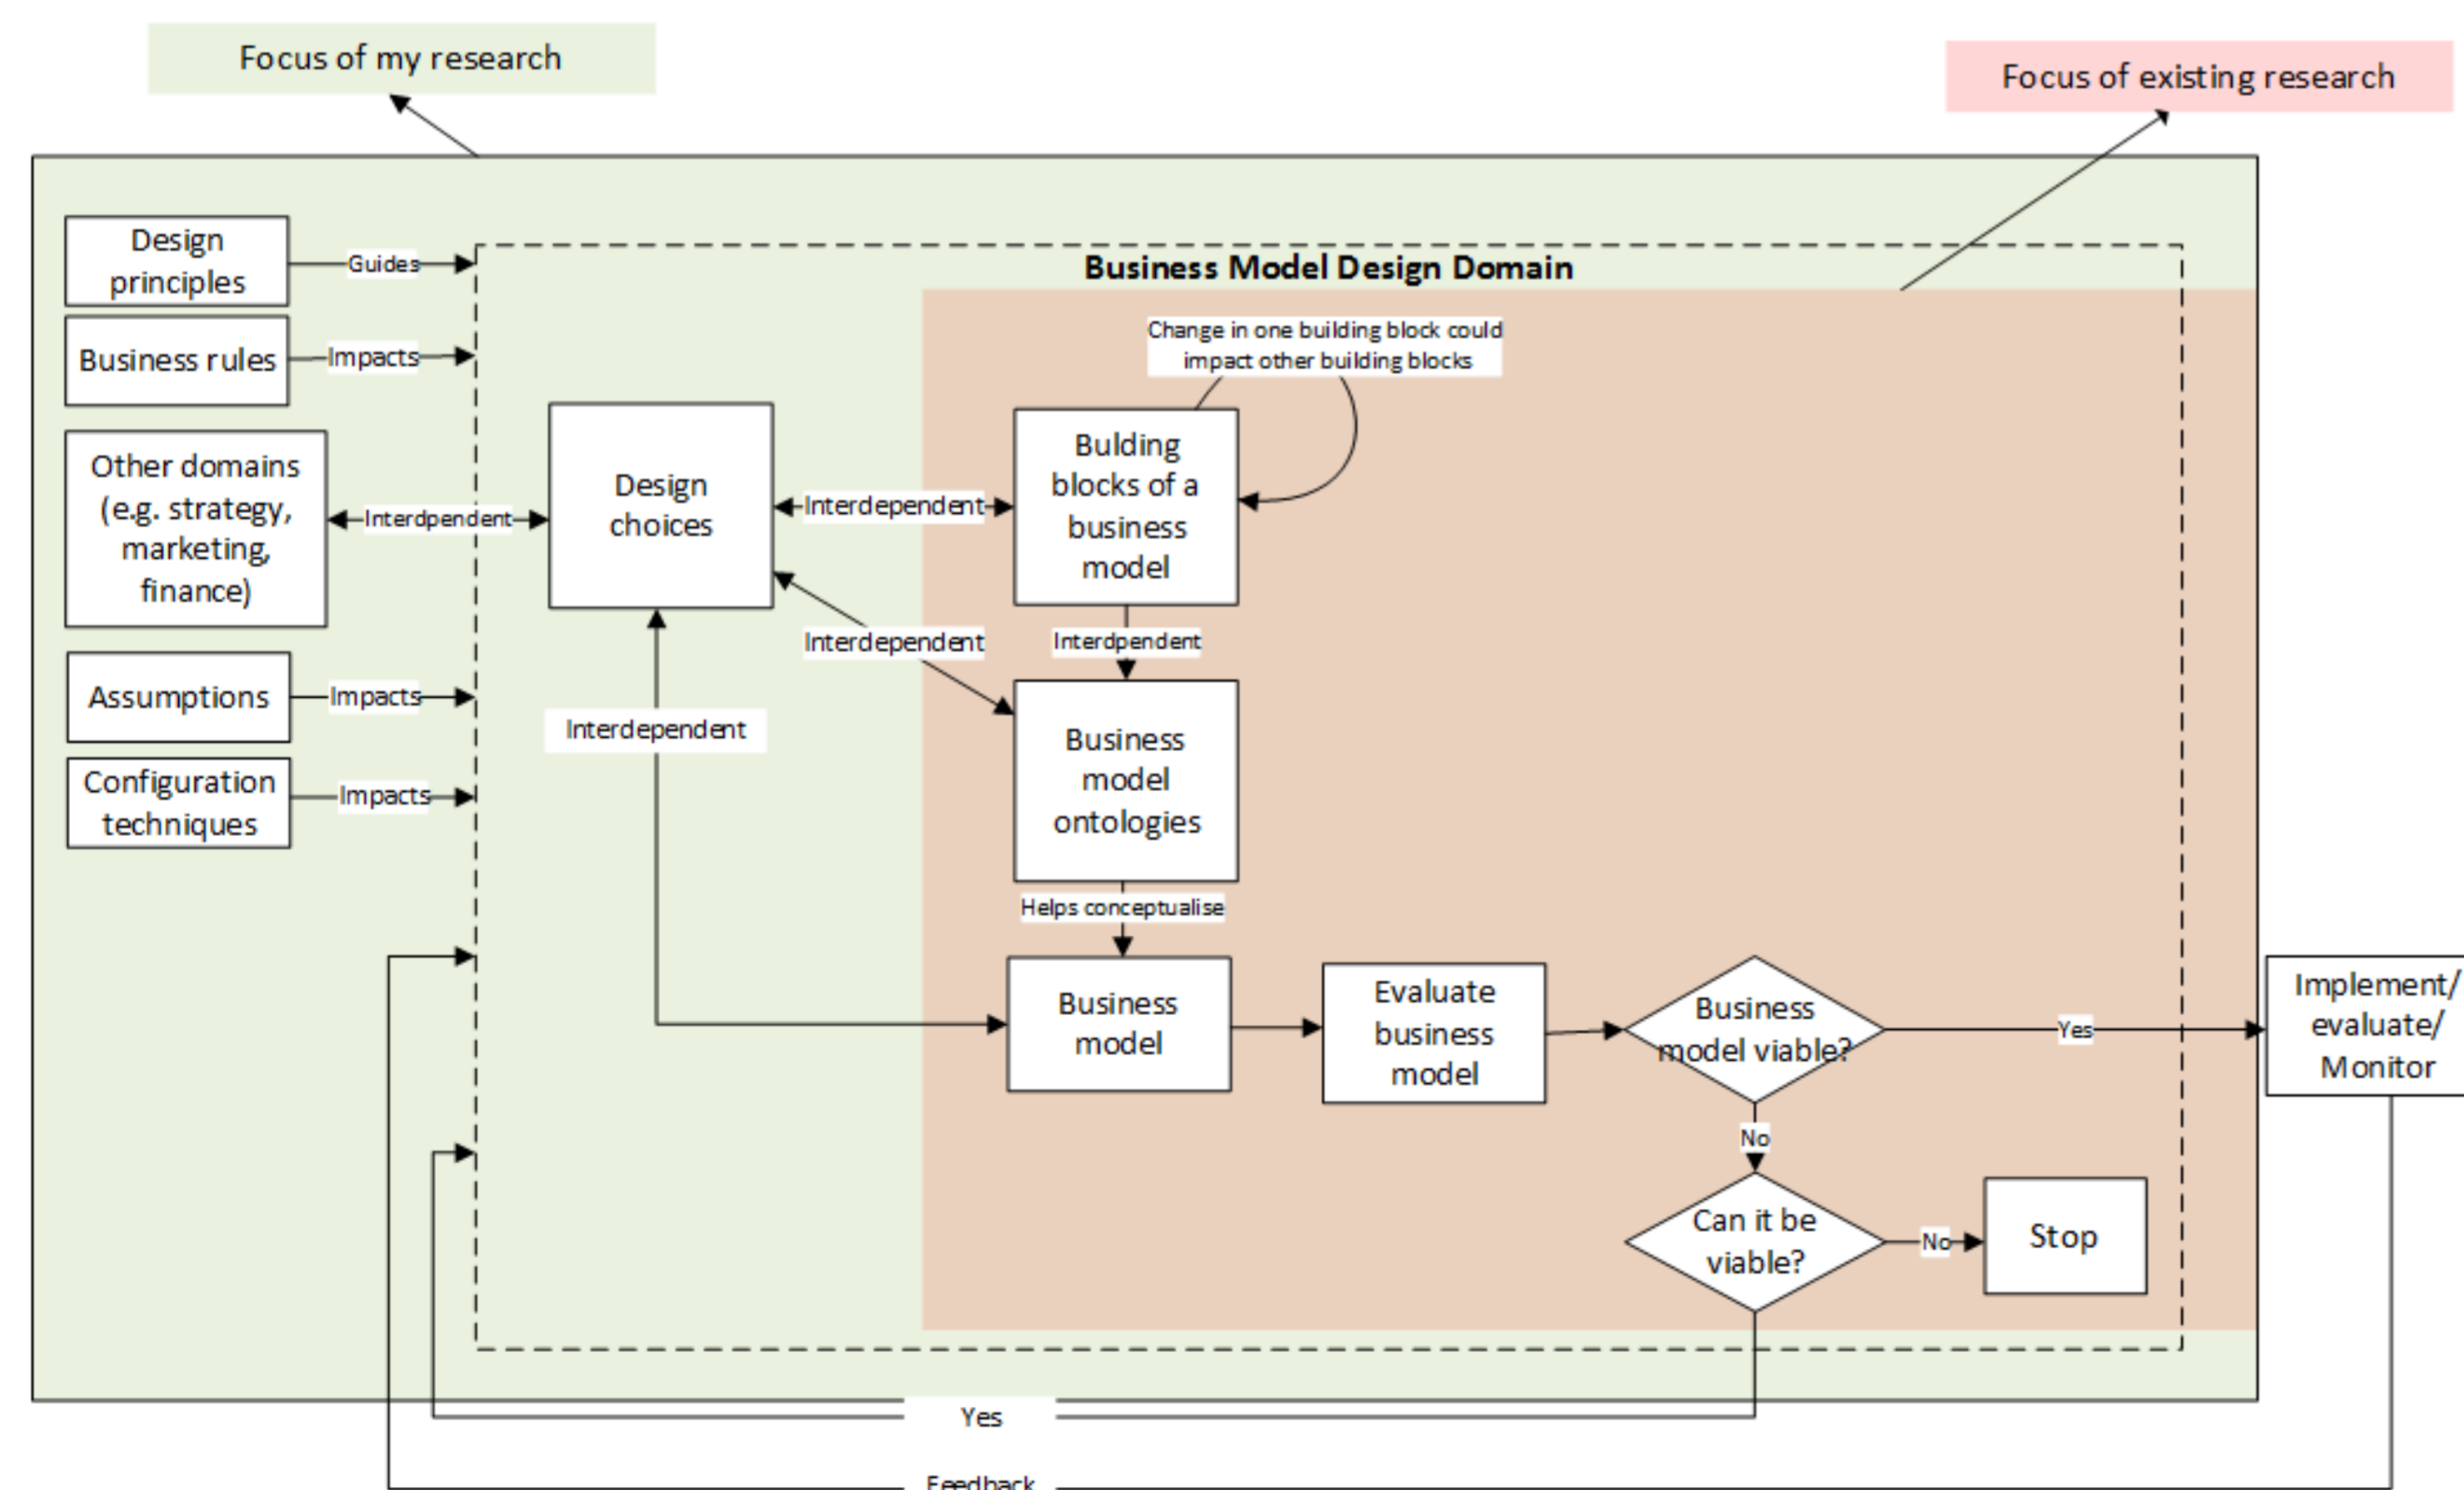 Focus of my research
Focus of existing research
Business Model Design Domain
Design
principles
Guides
Business rules
Impacts
Other domains
(e.g. strategy,
marketing,
finance)
Interdpendent
Assumptions
Impacts
Configuration
techniques
Impacts
Design
choices
Interdependent
Interdependent
Interdependent
Change in one building block could
impact other building blocks
Bulding
blocks of a
business
model
Interdpendent
Business
model
ontologies
Helps conceptualise
Business
model
Evaluate
business
model
Business
model viable?
Yes
Implement/
evaluate/
Monitor
No
Can it be
viable?
No
Stop
Yes
Feedback